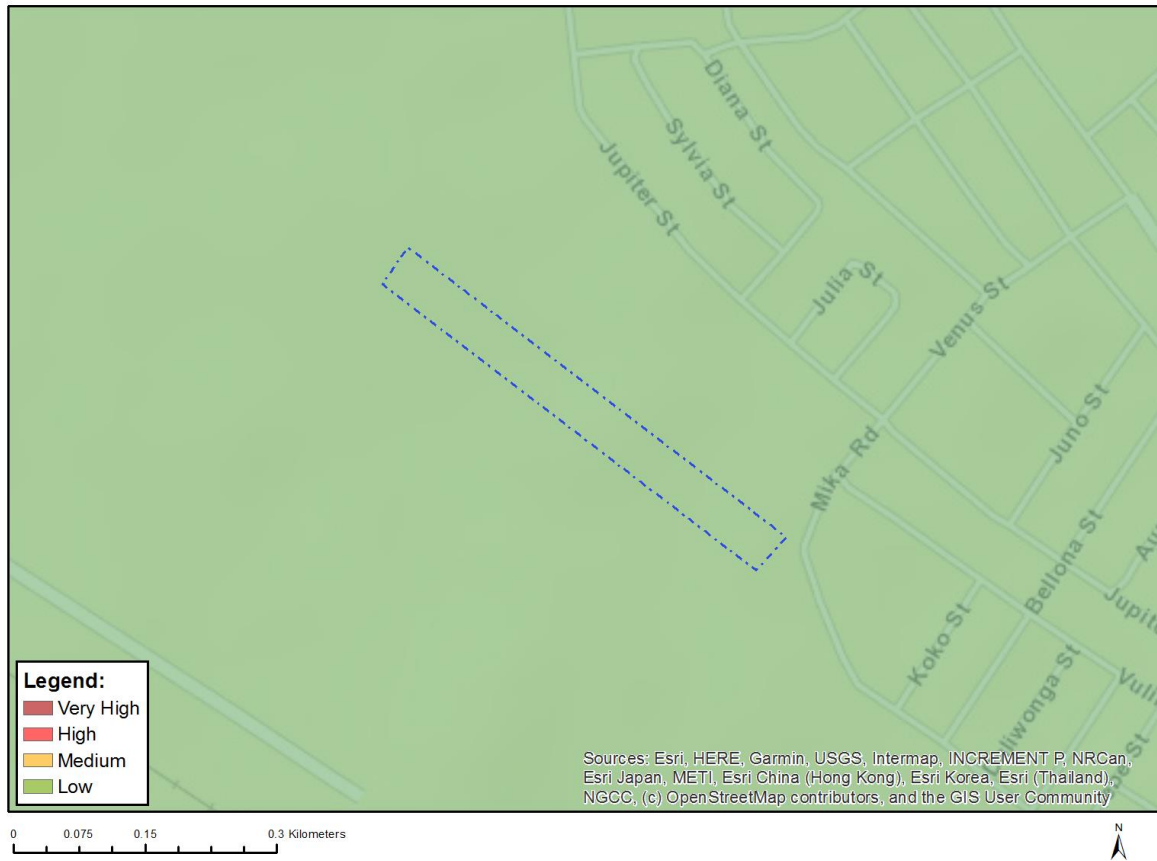 Diana St
Sylvia St
Jupiter St
Julia St
Venus St
Juno St
Mika Rd
Bellona St
Koko St
Legend:
Very High
High
Medium
Low
Sources: Esri, HERE, Garmin, USGS, Intermap, INCREMENT P, NRCan,
Esri Japan, METI, Esri China (Hong Kong), Esri Korea, Esri (Thailand),
NGCC, (c) OpenStreetMap contributors, and the GIS User Community
0 0.075 0.15 0.3 Kilometers
N